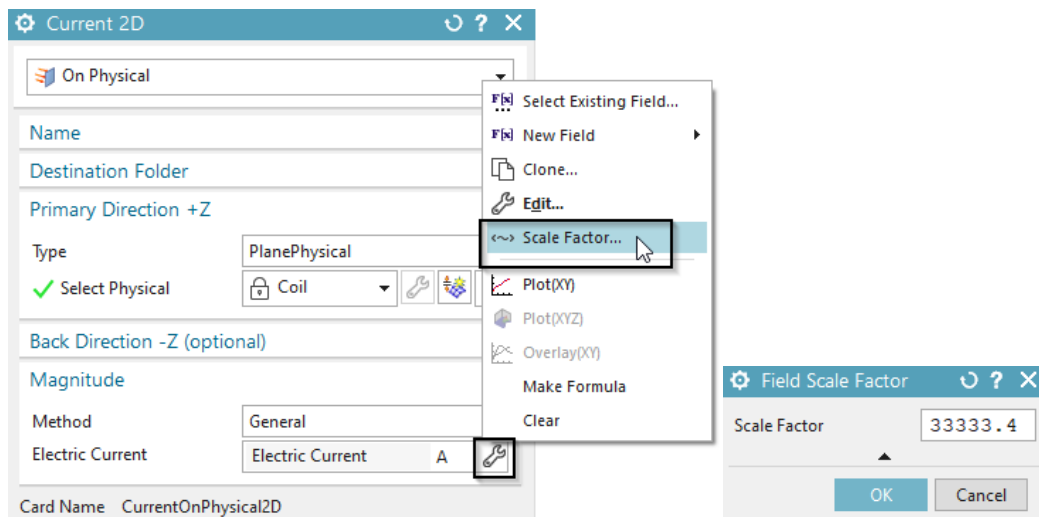 Current 2D
?
On Physical
Name
Destination Folder
Primary Direction +Z
Type PlanePhysical
Select Physical Coil
Back Direction -Z (optional)
Magnitude
Method General
Electric Current Electric Current A
Card Name CurrentOnPhysical2D
F[x] Select Existing Field...
F[x] New Field
Clone...
Edit...
Scale Factor...
Plot(XY)
Plot(XYZ)
Overlay(XY)
Make Formula
Clear
Field Scale Factor
?
Scale Factor 33333.4
OK Cancel